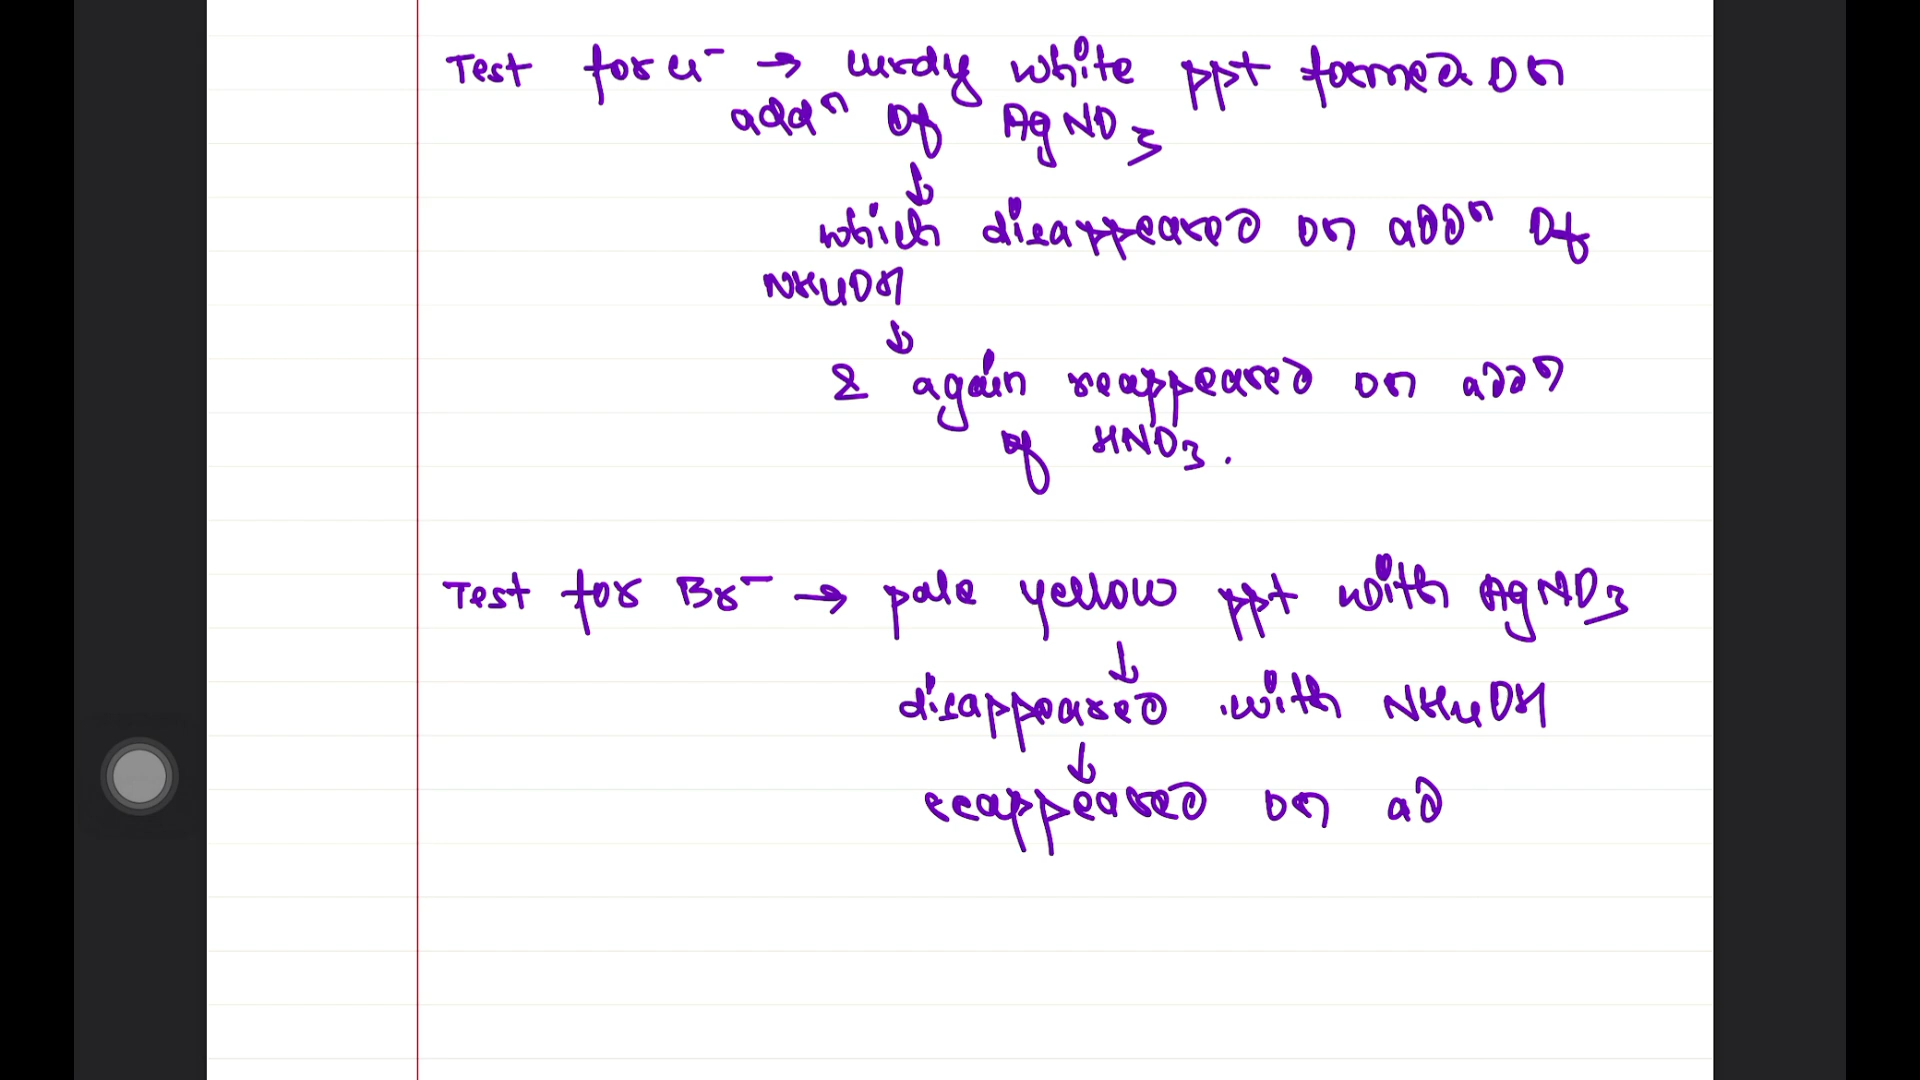 Test for Cl⁻ → curdy white ppt formed on
addⁿ of AgNO₃
↓
which disappeared on addⁿ of
NH₄OH
↓
& again reappeared on addⁿ
of HNO₃.
Test for Br⁻ → pale yellow ppt with AgNO₃
↓
disappeared with NH₄OH
↓
reappeared on ad